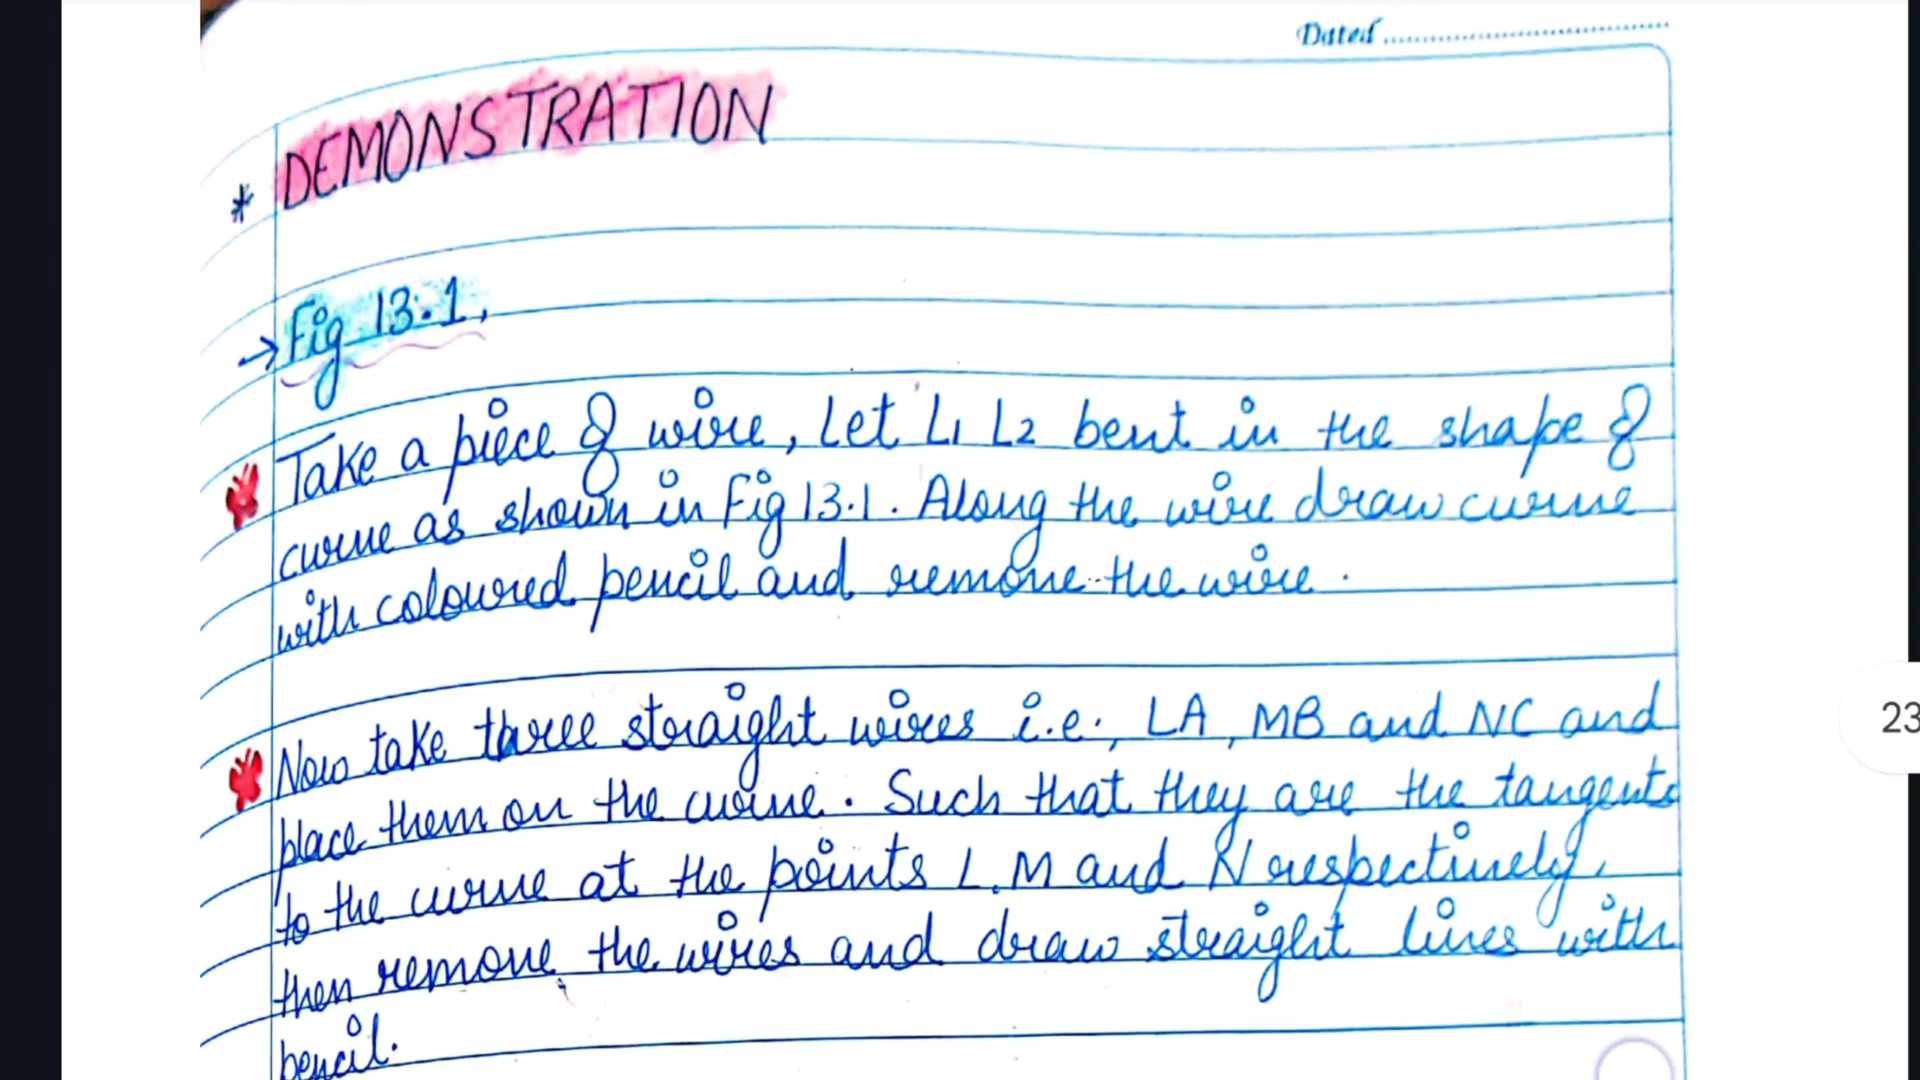 Dated
* DEMONSTRATION
→ Fig 13.1,
Take a piece of wire, Let L1 L2 bent in the shape of
curve as shown in Fig 13.1. Along the wire draw curve
with coloured pencil and remove the wire.
Now take three straight wires i.e., LA, MB and NC and
place them on the curve. Such that they are the tangents
to the curve at the points L, M and N respectively,
then remove the wires and draw straight lines with
pencil.
23